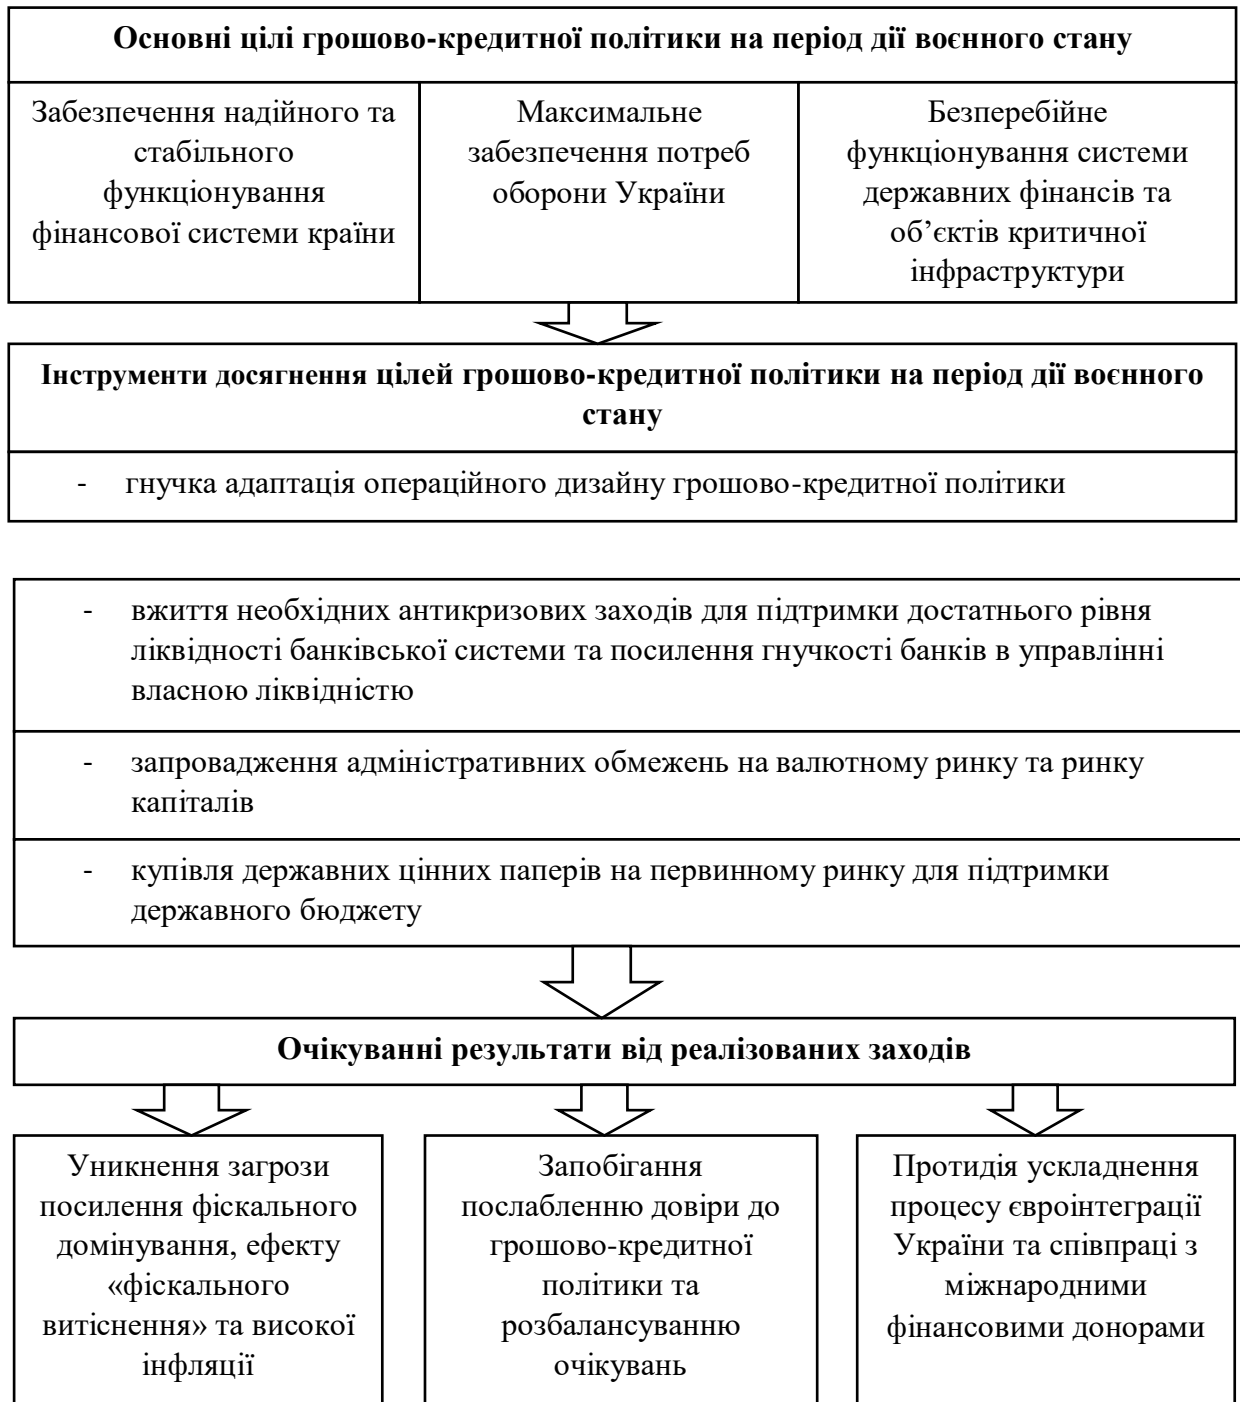 Основні цілі грошово-кредитної політики на період дії воєнного стану
Забезпечення надійного та
стабільного
функціонування
фінансової системи країни
Максимальне
забезпечення потреб
оборони України
Безперебійне
функціонування системи
державних фінансів та
об’єктів критичної
інфраструктури
Інструменти досягнення цілей грошово-кредитної політики на період дії воєнного
стану
- гнучка адаптація операційного дизайну грошово-кредитної політики
- вжиття необхідних антикризових заходів для підтримки достатнього рівня
ліквідності банківської системи та посилення гнучкості банків в управлінні
власною ліквідністю
- запровадження адміністративних обмежень на валютному ринку та ринку
капіталів
- купівля державних цінних паперів на первинному ринку для підтримки
державного бюджету
Очікуванні результати від реалізованих заходів
Уникнення загрози
посилення фіскального
домінування, ефекту
«фіскального
витіснення» та високої
інфляції
Запобігання
послабленню довіри до
грошово-кредитної
політики та
розбалансуванню
очікувань
Протидія ускладнення
процесу євроінтеграції
України та співпраці з
міжнародними
фінансовими донорами